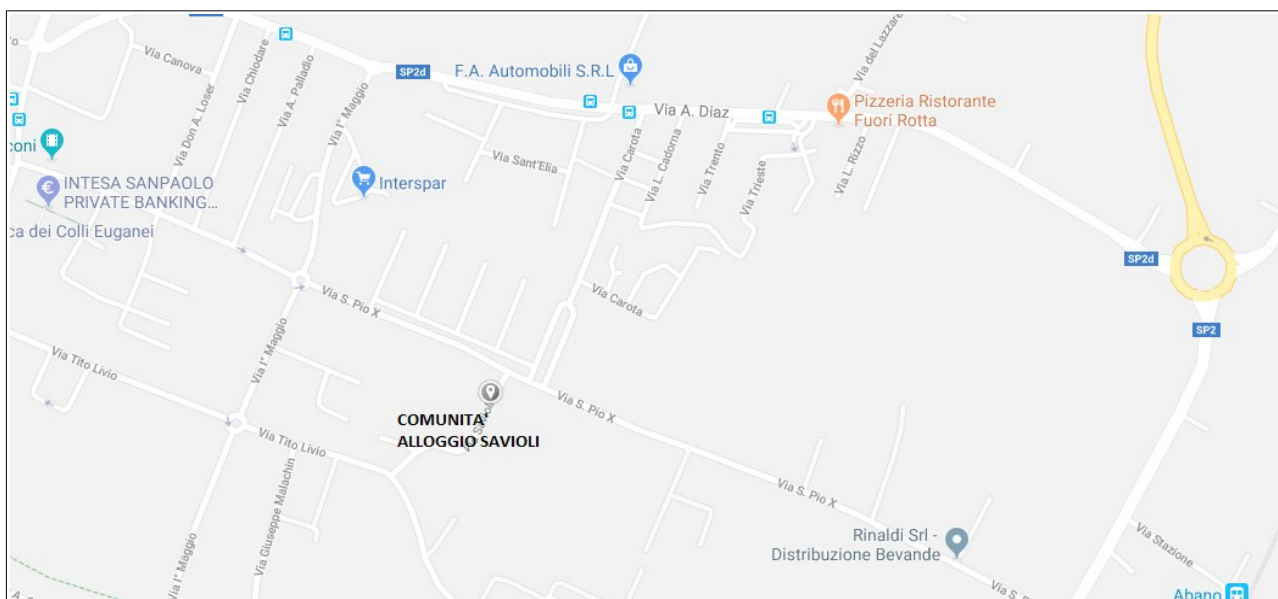 Via Canova
Via Don A. Loser
Via Chiodare
Via A. Palladio
Via I° Maggio
SP2d
F.A. Automobili S.R.L
Via A. Diaz
Via del Lazzare
Pizzeria Ristorante
Fuori Rotta
coni
INTESA SANPAOLO
PRIVATE BANKING...
ca dei Colli Euganei
Interspar
Via Sant'Elia
Via Carota
Via L. Cadorna
Via Trento
Via Trieste
Via L. Rizzo
SP2d
SP2
Via S. Pio X
Via Carota
Via I° Maggio
Via Tito Livio
COMUNITA'
ALLOGGIO SAVIOLI
Via S. Pio X
Via Tito Livio
Via Giuseppe Malachin
Via I° Maggio
Via S. Pio X
Rinaldi Srl -
Distribuzione Bevande
Via Stazione
Via S. Pi
Abano